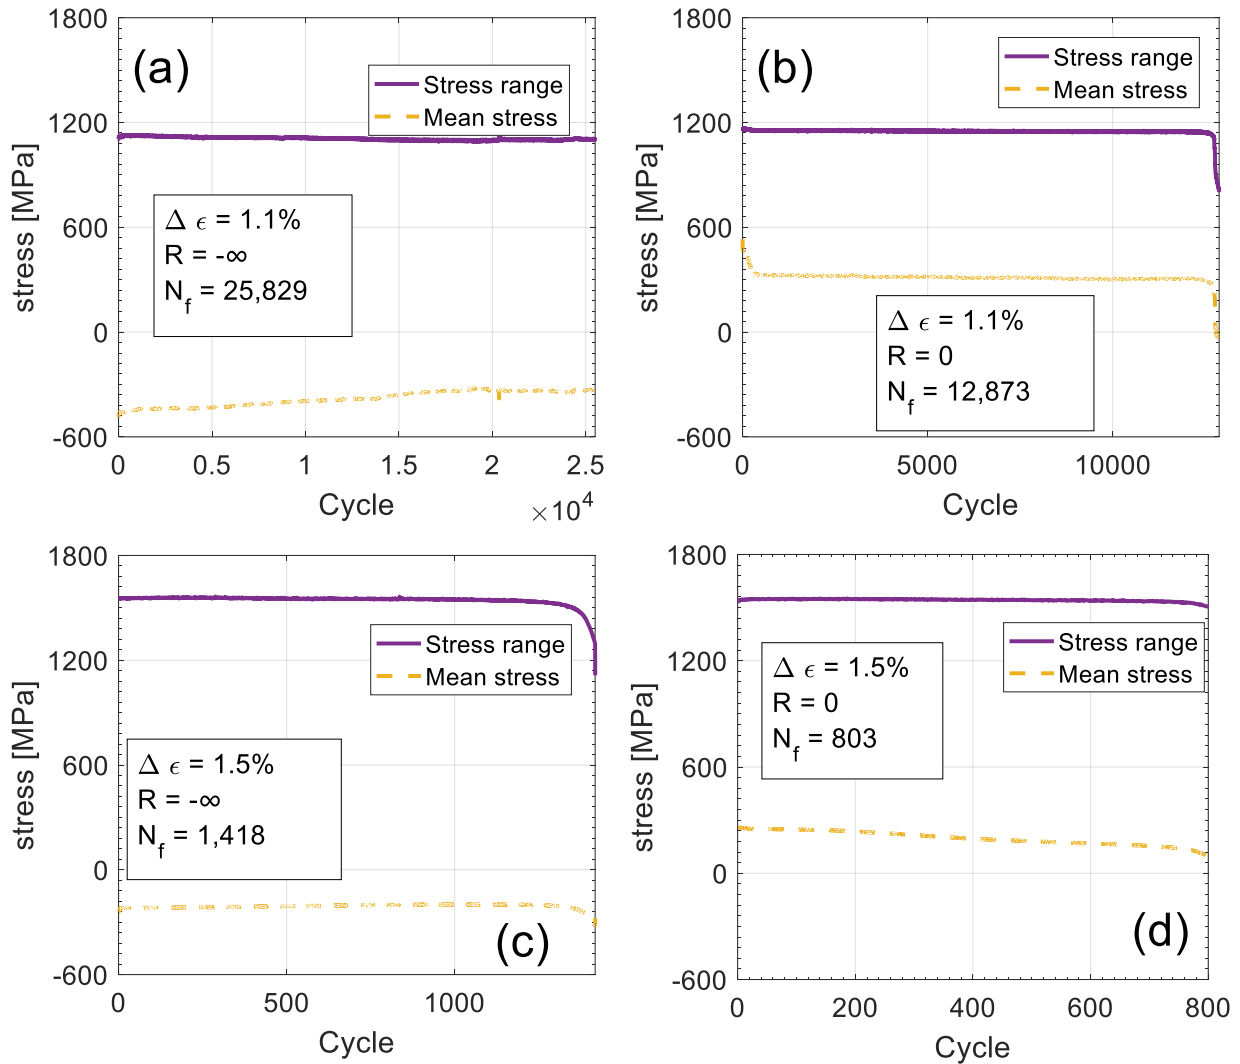 (a)
1800
1200
600
0
-600
stress [MPa]
Stress range
Mean stress
Δ ϵ = 1.1%
R = -∞
N_f = 25,829
0 0.5 1 1.5 2 2.5
Cycle
×10^4
(b)
1800
1200
600
0
-600
stress [MPa]
Stress range
Mean stress
Δ ϵ = 1.1%
R = 0
N_f = 12,873
0 5000 10000
Cycle
1800
1200
600
0
-600
stress [MPa]
Stress range
Mean stress
Δ ϵ = 1.5%
R = -∞
N_f = 1,418
(c)
0 500 1000
Cycle
1800
1200
600
0
-600
stress [MPa]
Stress range
Mean stress
Δ ϵ = 1.5%
R = 0
N_f = 803
(d)
0 200 400 600 800
Cycle